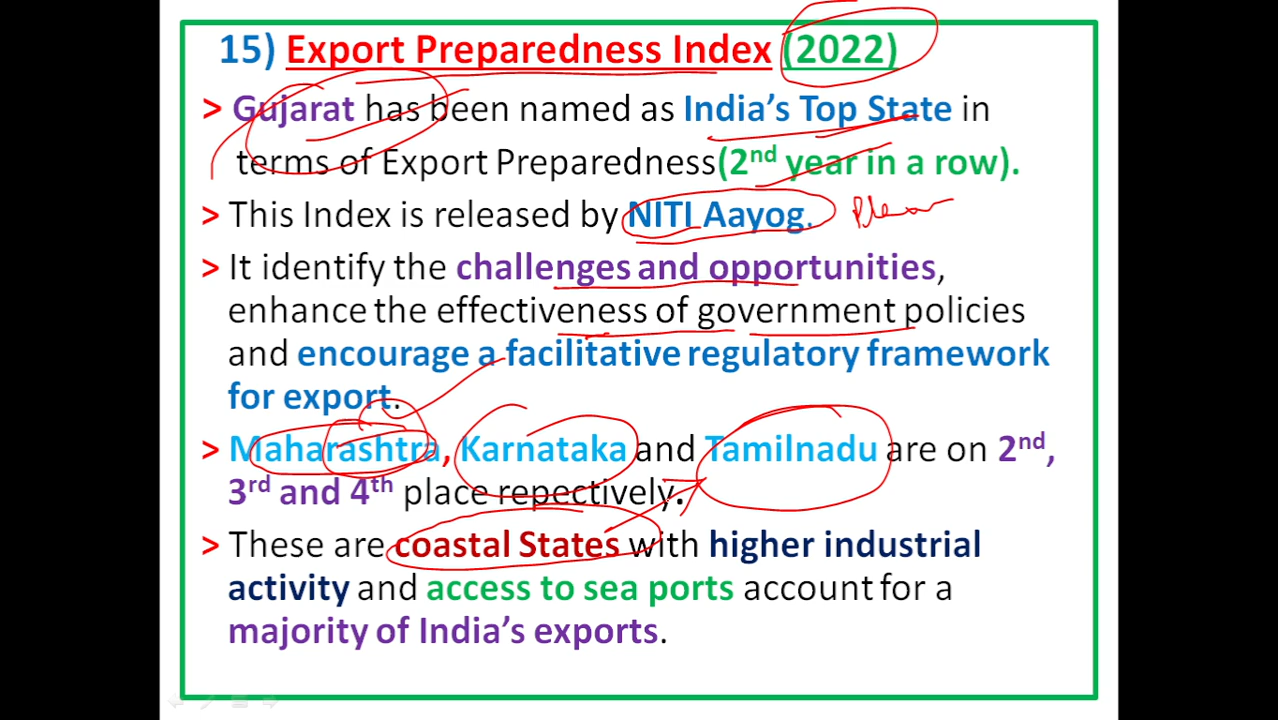 15) Export Preparedness Index (2022)
> Gujarat has been named as India's Top State in
terms of Export Preparedness(2nd year in a row).
> This Index is released by NITI Aayog.
> It identify the challenges and opportunities,
enhance the effectiveness of government policies
and encourage a facilitative regulatory framework
for export.
> Maharashtra, Karnataka and Tamilnadu are on 2nd,
3rd and 4th place repectively.
> These are coastal States with higher industrial
activity and access to sea ports account for a
majority of India's exports.